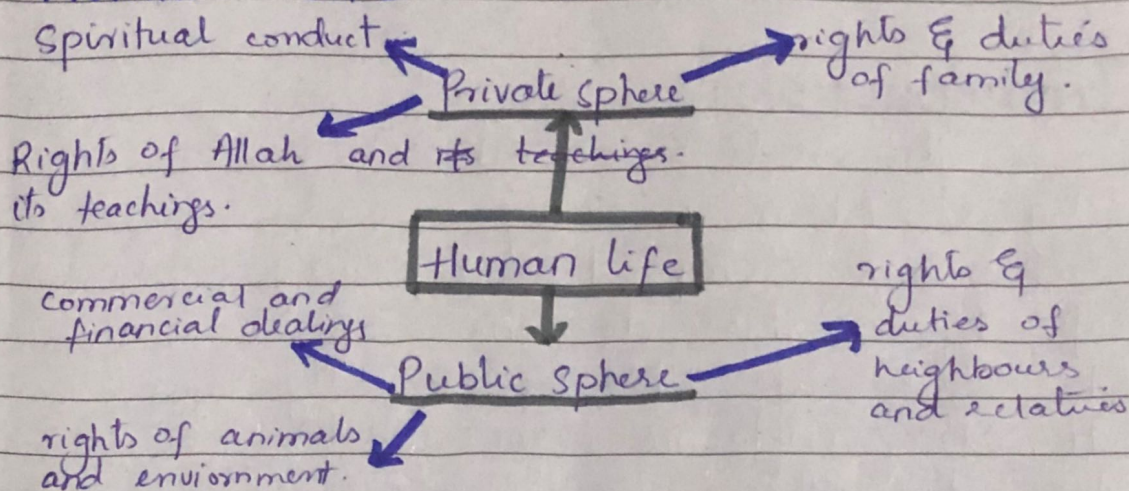 Spiritual conduct
rights & duties
of family.
Private sphere
Rights of Allah and its teachings.
its teachings.
Human life
commercial and
financial dealings
rights &
duties of
neighbours
and relatives
Public sphere
rights of animals
and enviornment.